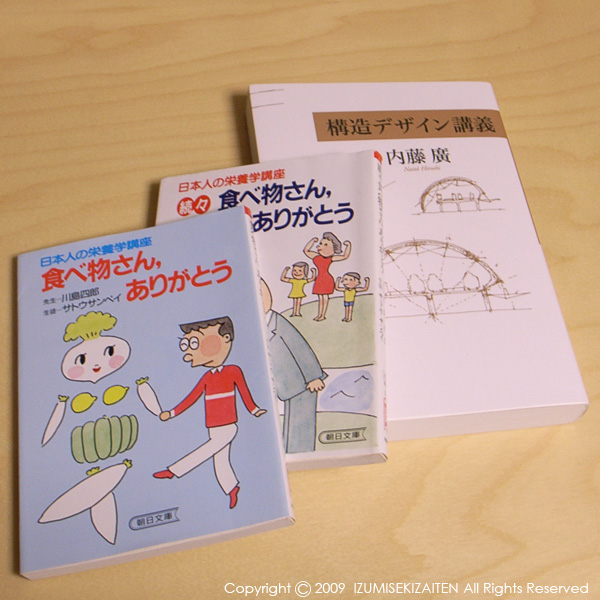 構造デザイン講義
内藤 廣
Naito Hiroshi
日本人の栄養学講座
続々
食べ物さん,
ありがとう
朝日文庫
日本人の栄養学講座
食べ物さん,
ありがとう
先生―川島四郎
生徒―サトウサンペイ
朝日文庫
Copyright © 2009 IZUMISEKIZAITEN All Rights Reserved